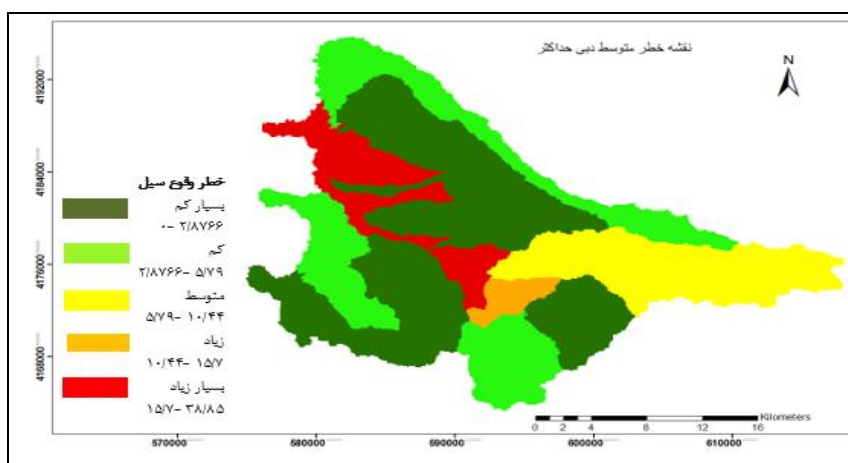 نقشه خطر متوسط دبی حداکثر
N
4192000
4184000
4176000
4168000
خطر وقوع سیل
بسیار کم
۰- ۲/۸۷۶۶
کم
۲/۸۷۶۶- ۵/۷۹
متوسط
۵/۷۹- ۱۰/۴۴
زیاد
۱۰/۴۴- ۱۵/۷
بسیار زیاد
۱۵/۷- ۳۸/۸۵
Kilometers
0 2 4 8 12 16
570000 580000 590000 600000 610000